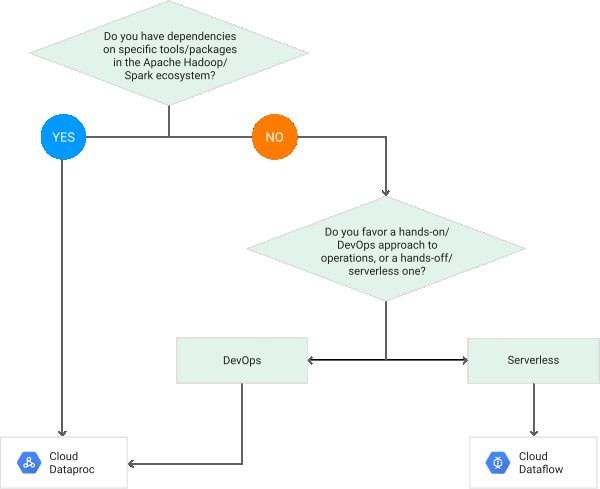 Do you have dependencies
on specific tools/packages
in the Apache Hadoop/
Spark ecosystem?
YES
NO
Do you favor a hands-on/
DevOps approach to
operations, or a hands-off/
serverless one?
DevOps
Serverless
Cloud
Dataproc
Cloud
Dataflow